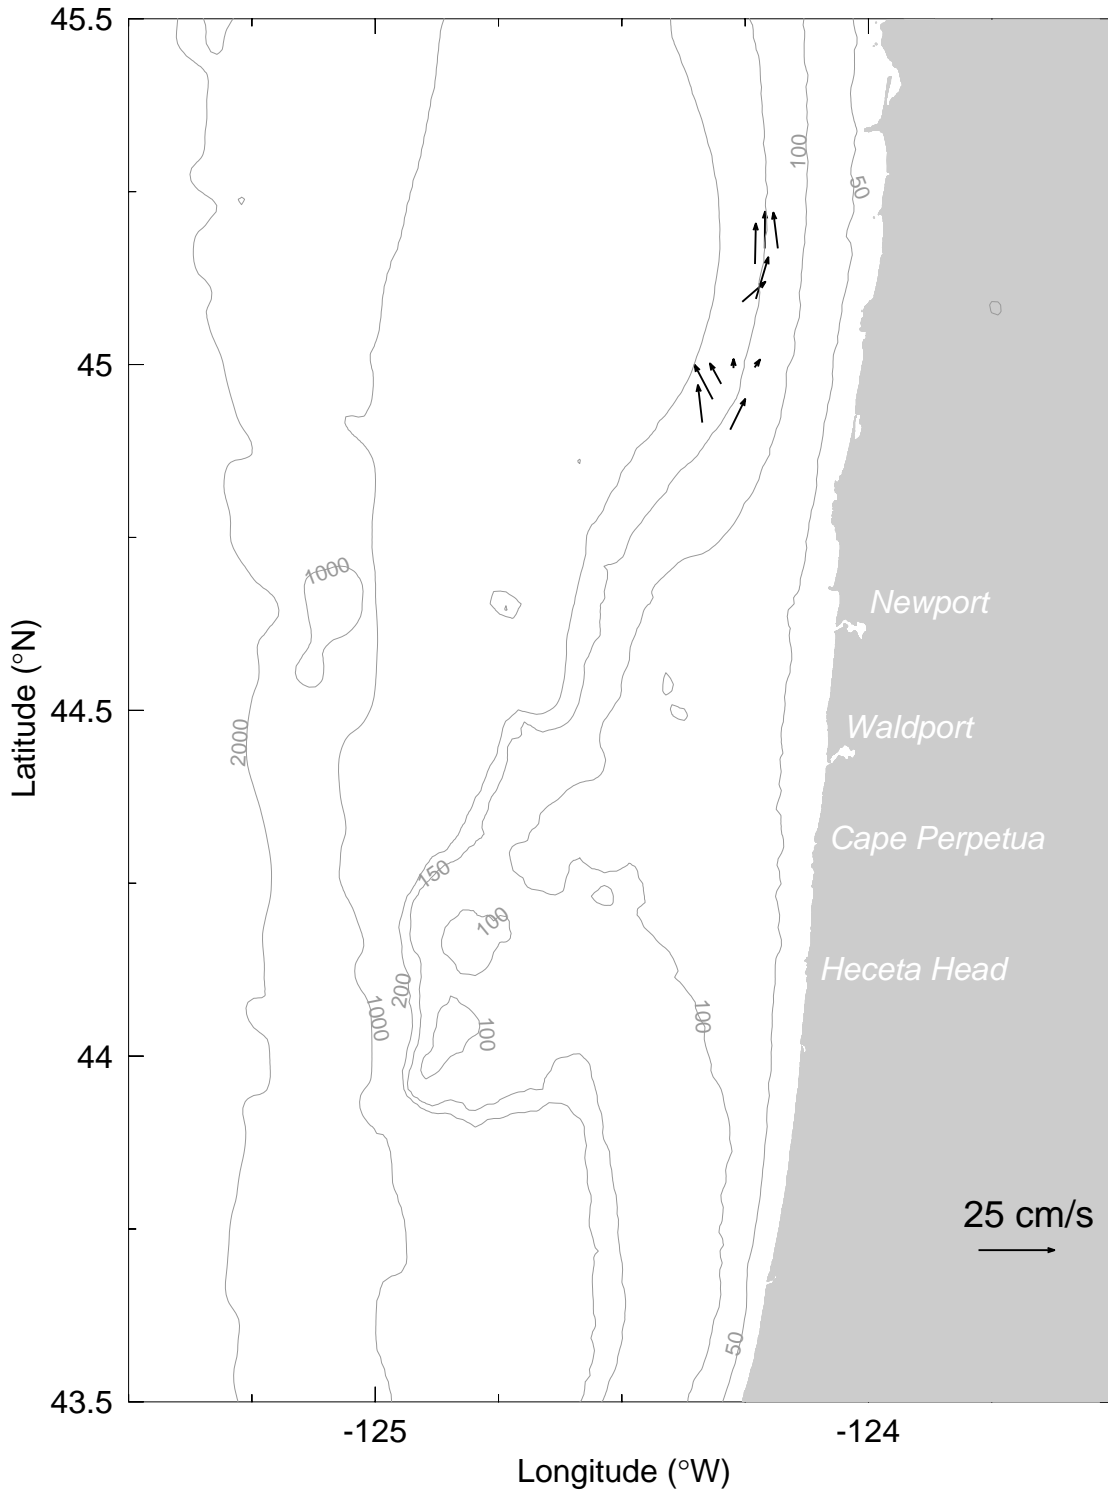 45.5
100
50
45
1000
Newport
Latitude (°N)
44.5
2000
Waldport
Cape Perpetua
150
100
Heceta Head
200
1000
100
100
44
25 cm/s
50
43.5
-125
-124
Longitude (°W)